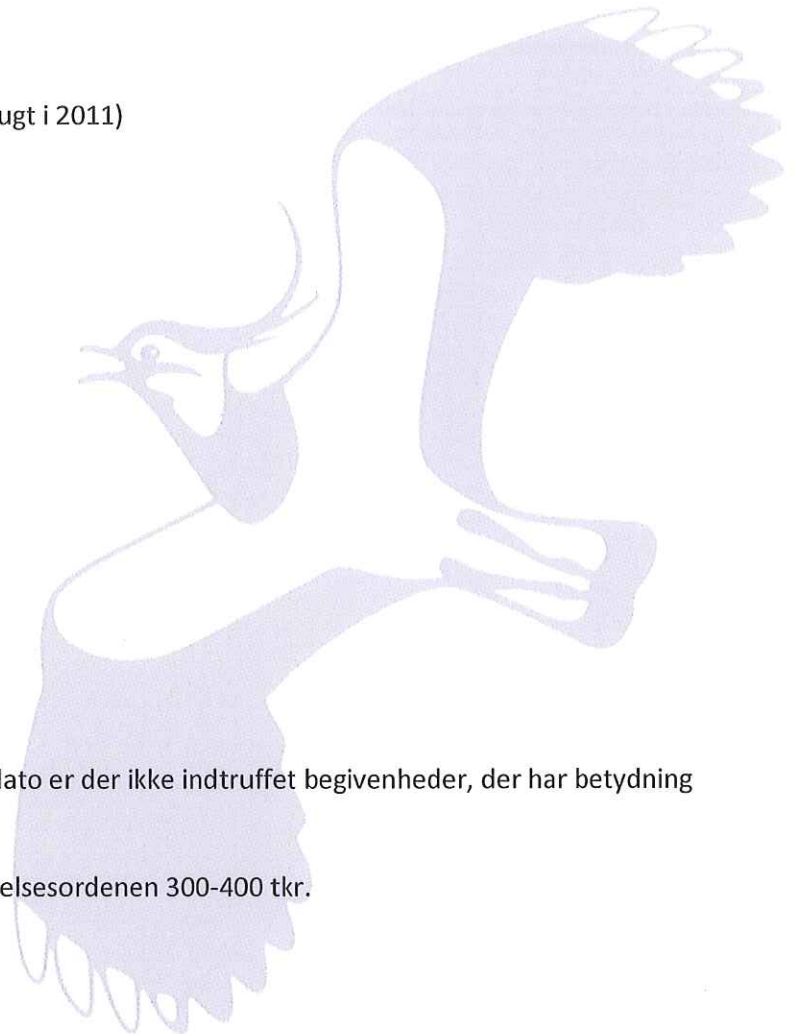 ugt i 2011)
lato er der ikke indtruffet begivenheder, der har betydning
elsesordenen 300-400 tkr.